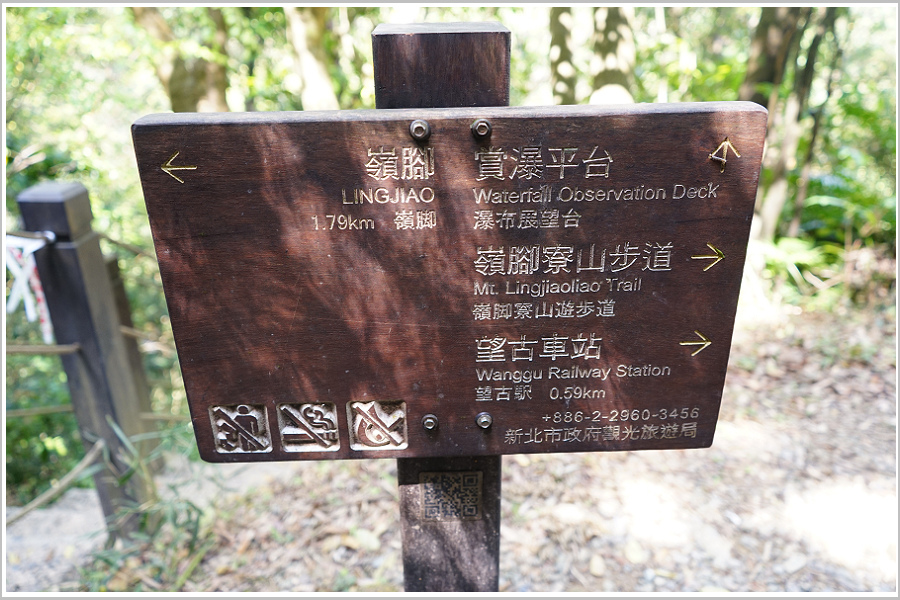 嶺腳
LINGJIAO
1.79km 嶺脚
賞瀑平台
Waterfall Observation Deck
瀑布展望台
嶺腳寮山步道
Mt. Lingjiaoliao Trail
嶺脚寮山遊歩道
望古車站
Wanggu Railway Station
望古駅 0.59km
+886-2-2960-3456
新北市政府觀光旅遊局